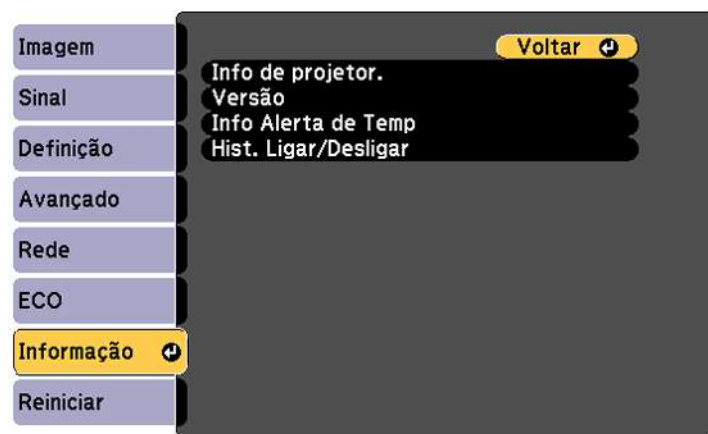 Imagem
Sinal
Definição
Avançado
Rede
ECO
Informação
Reiniciar
Voltar
Info de projetor.
Versão
Info Alerta de Temp
Hist. Ligar/Desligar